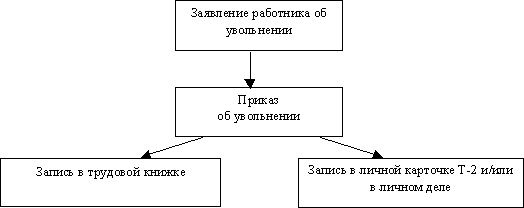 Заявление работника об
увольнении
Приказ
об увольнении
Запись в трудовой книжке
Запись в личной карточке Т-2 и/или
в личном деле